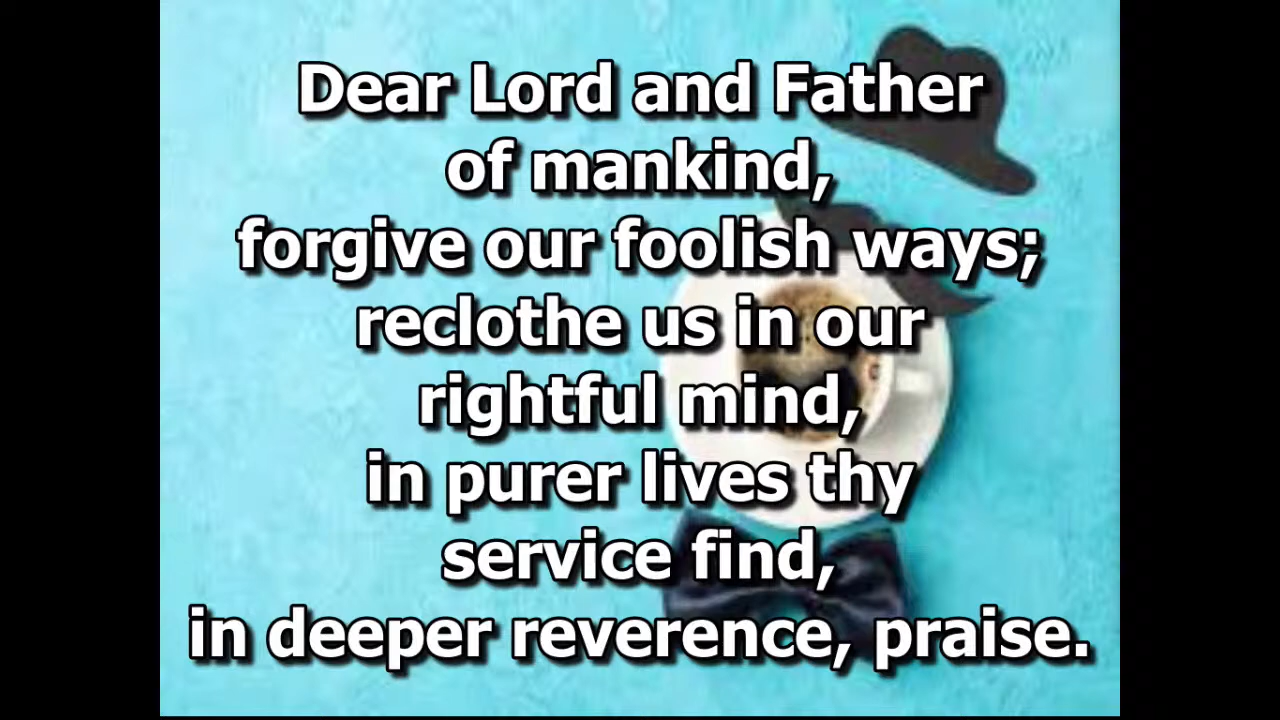 Dear Lord and Father
of mankind,
forgive our foolish ways;
reclothe us in our
rightful mind,
in purer lives thy
service find,
in deeper reverence, praise.